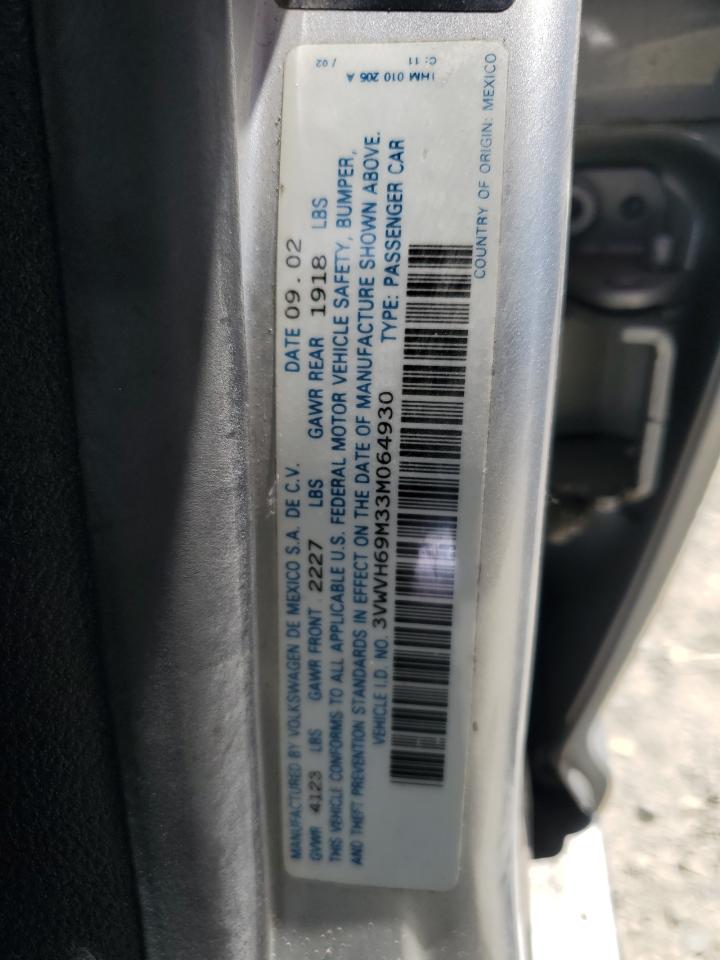 MANUFACTURED BY VOLKSWAGEN DE MEXICO S.A. DE C.V. DATE 09.02
GVWR 4123 LBS GAWR FRONT 2227 LBS GAWR REAR 1918 LBS
THIS VEHICLE CONFORMS TO ALL APPLICABLE U.S. FEDERAL MOTOR VEHICLE SAFETY, BUMPER,
AND THEFT PREVENTION STANDARDS IN EFFECT ON THE DATE OF MANUFACTURE SHOWN ABOVE.
VEHICLE I.D. NO. 3VWVH69M33M064930 TYPE: PASSENGER CAR
COUNTRY OF ORIGIN: MEXICO
/ 02
1HM 010 205 A
C: 11